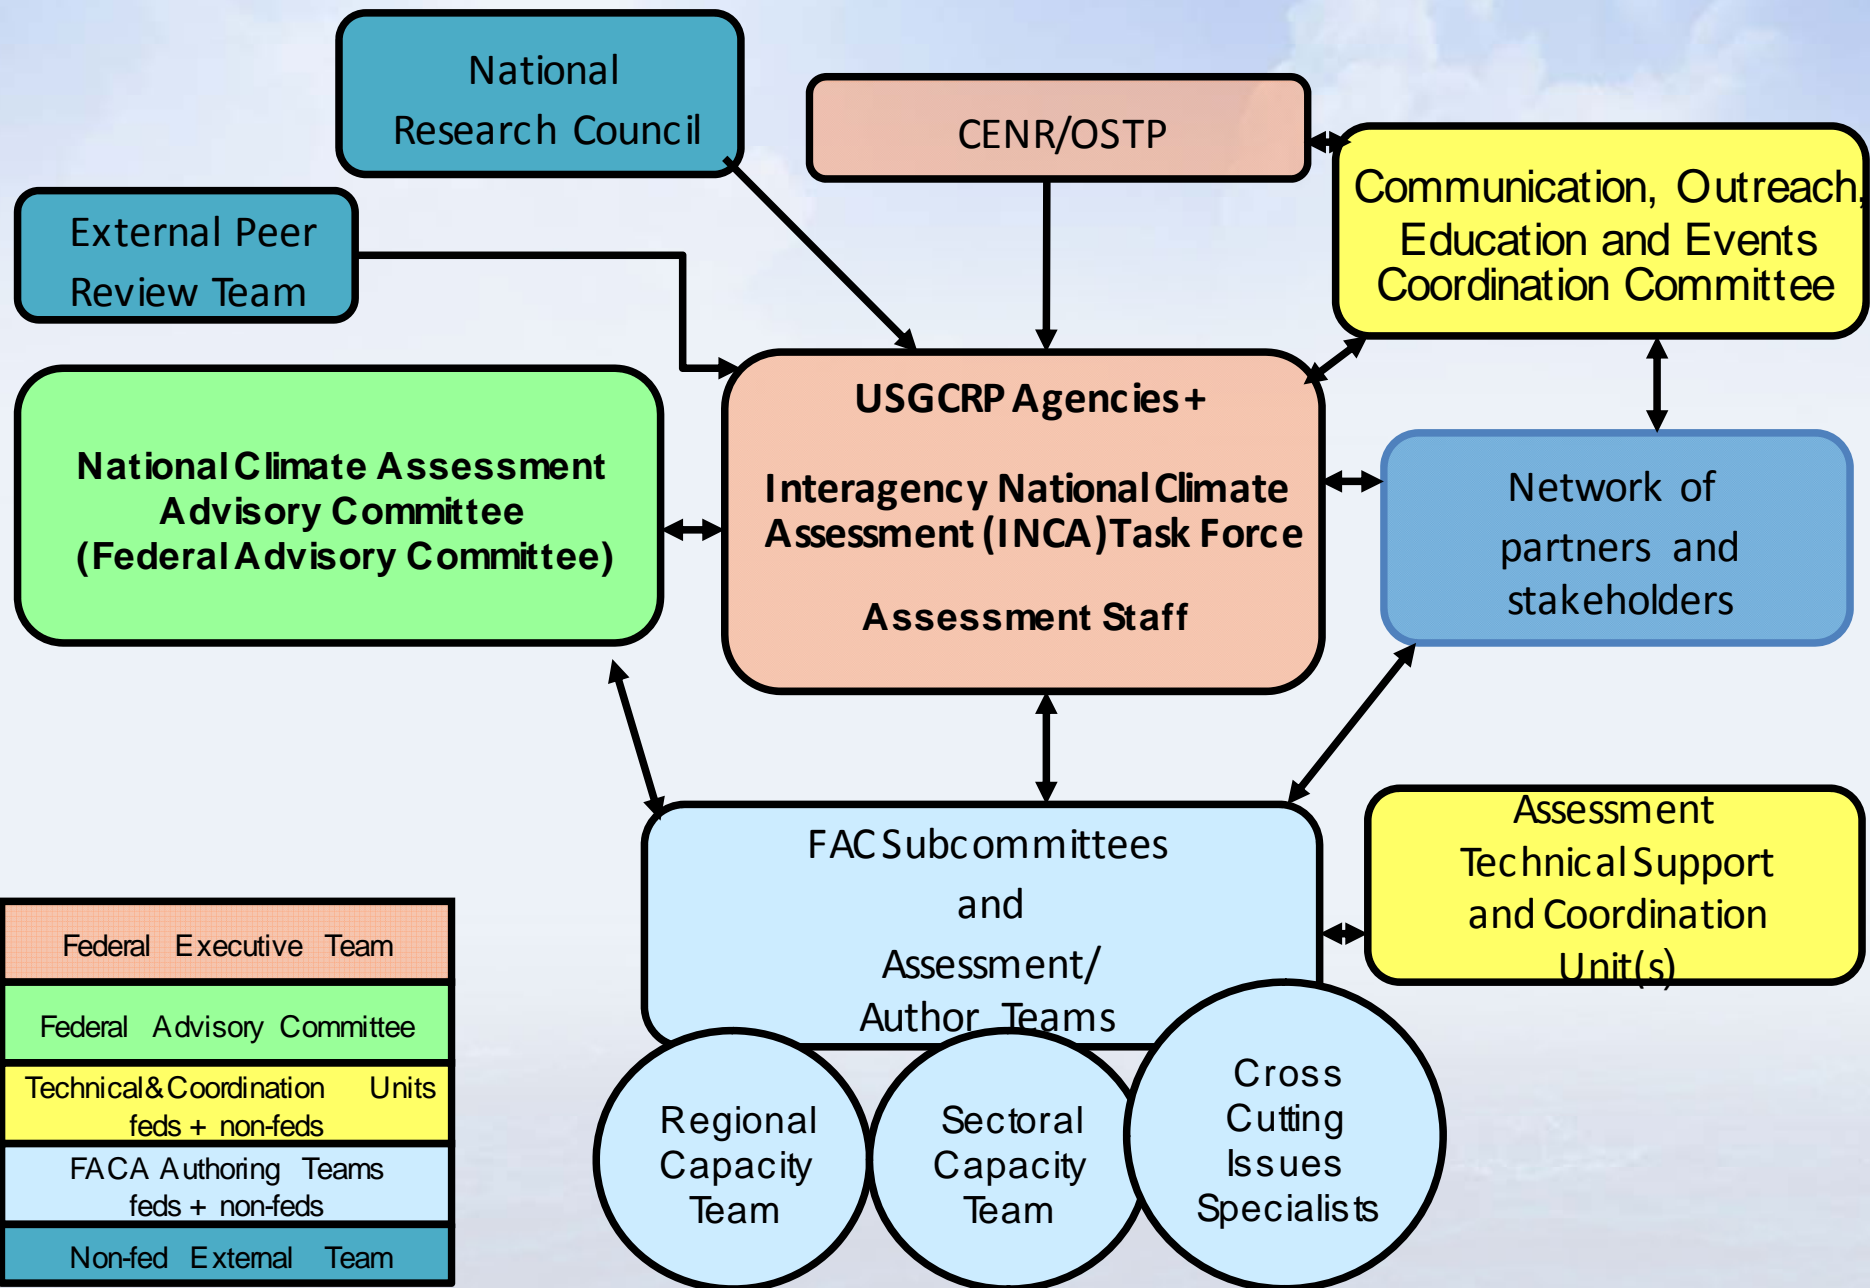 National
Research Council
CENR/OSTP
Communication, Outreach,
Education and Events
Coordination Committee
External Peer
Review Team
National Climate Assessment
Advisory Committee
(Federal Advisory Committee)
USGCRP Agencies +
Interagency National Climate
Assessment (INCA) Task Force
Assessment Staff
Network of
partners and
stakeholders
FAC Subcommittees
and
Assessment/
Author Teams
Assessment
Technical Support
and Coordination
Unit(s)
Regional
Capacity
Team
Sectoral
Capacity
Team
Cross
Cutting
Issues
Specialists
Federal Executive Team
Federal Advisory Committee
Technical & Coordination Units
feds + non-feds
FACA Authoring Teams
feds + non-feds
Non-fed External Team